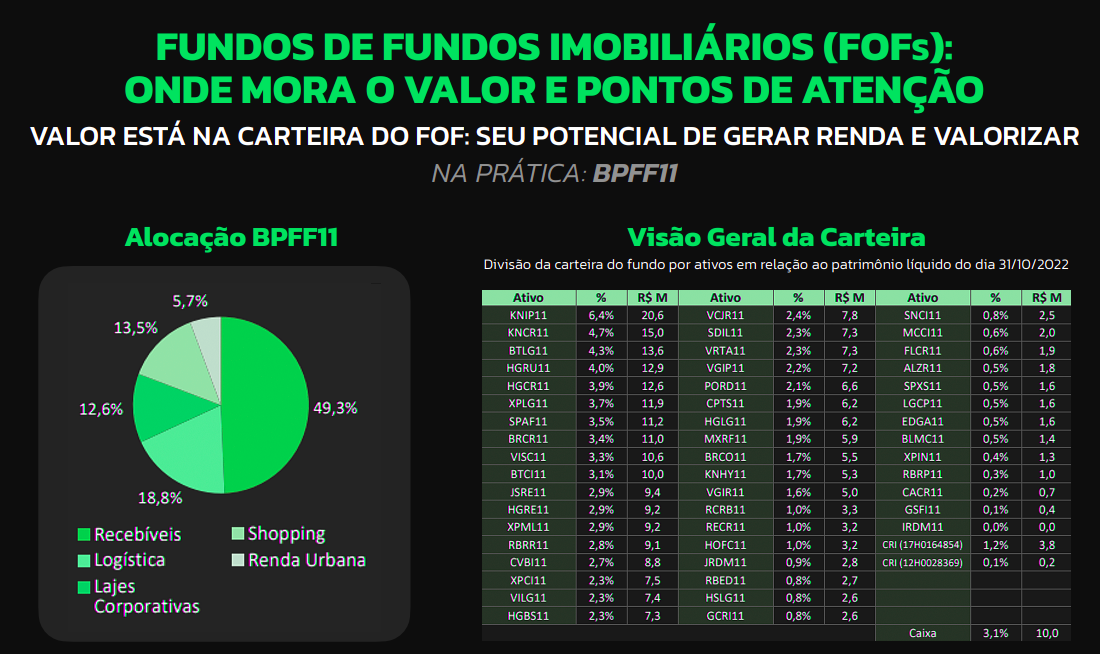 FUNDOS DE FUNDOS IMOBILIÁRIOS (FOFs):
ONDE MORA O VALOR E PONTOS DE ATENÇÃO
VALOR ESTÁ NA CARTEIRA DO FOF: SEU POTENCIAL DE GERAR RENDA E VALORIZAR
NA PRÁTICA: BPFF11
Alocação BPFF11
5,7%
13,5%
12,6%
49,3%
18,8%
Recebíveis
Shopping
Logística
Renda Urbana
Lajes
Corporativas
Visão Geral da Carteira
Divisão da carteira do fundo por ativos em relação ao patrimônio líquido do dia 31/10/2022
Ativo % R$ M Ativo % R$ M Ativo % R$ M
KNIP11 6,4% 20,6 VCJR11 2,4% 7,8 SNCI11 0,8% 2,5
KNCR11 4,7% 15,0 SDIL11 2,3% 7,3 MCCI11 0,6% 2,0
BTLG11 4,3% 13,6 VRTA11 2,3% 7,3 FLCR11 0,6% 1,9
HGRU11 4,0% 12,9 VGIP11 2,2% 7,2 ALZR11 0,5% 1,8
HGCR11 3,9% 12,6 PORD11 2,1% 6,6 SPXS11 0,5% 1,6
XPLG11 3,7% 11,9 CPTS11 1,9% 6,2 LGCP11 0,5% 1,6
SPAF11 3,5% 11,2 HGLG11 1,9% 6,2 EDGA11 0,5% 1,6
BRCR11 3,4% 11,0 MXRF11 1,9% 5,9 BLMC11 0,5% 1,4
VISC11 3,3% 10,6 BRCO11 1,7% 5,5 XPIN11 0,4% 1,3
BTCI11 3,1% 10,0 KNHY11 1,7% 5,3 RBRP11 0,3% 1,0
JSRE11 2,9% 9,4 VGIR11 1,6% 5,0 CACR11 0,2% 0,7
HGRE11 2,9% 9,2 RCRB11 1,0% 3,3 GSFI11 0,1% 0,4
XPML11 2,9% 9,2 RECR11 1,0% 3,2 IRDM11 0,0% 0,0
RBRR11 2,8% 9,1 HOFC11 1,0% 3,2 CRI (17H0164854) 1,2% 3,8
CVBI11 2,7% 8,8 JRDM11 0,9% 2,8 CRI (12H0028369) 0,1% 0,2
XPCI11 2,3% 7,5 RBED11 0,8% 2,7
VILG11 2,3% 7,4 HSLG11 0,8% 2,6
HGBS11 2,3% 7,3 GCRI11 0,8% 2,6
Caixa 3,1% 10,0